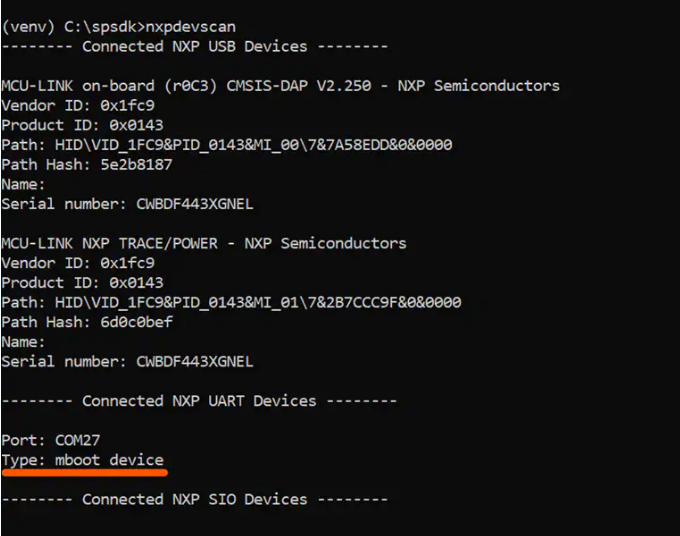 (venv) C:\spsdk>nxpdevscan
-------- Connected NXP USB Devices --------
MCU-LINK on-board (r0C3) CMSIS-DAP V2.250 - NXP Semiconductors
Vendor ID: 0x1fc9
Product ID: 0x0143
Path: HID\VID_1FC9&PID_0143&MI_00\7&7A58EDD&0&0000
Path Hash: 5e2b8187
Name:
Serial number: CWBDF443XGNEL
MCU-LINK NXP TRACE/POWER - NXP Semiconductors
Vendor ID: 0x1fc9
Product ID: 0x0143
Path: HID\VID_1FC9&PID_0143&MI_01\7&2B7CCC9F&0&0000
Path Hash: 6d0c0bef
Name:
Serial number: CWBDF443XGNEL
-------- Connected NXP UART Devices --------
Port: COM27
Type: mboot device
-------- Connected NXP SIO Devices --------